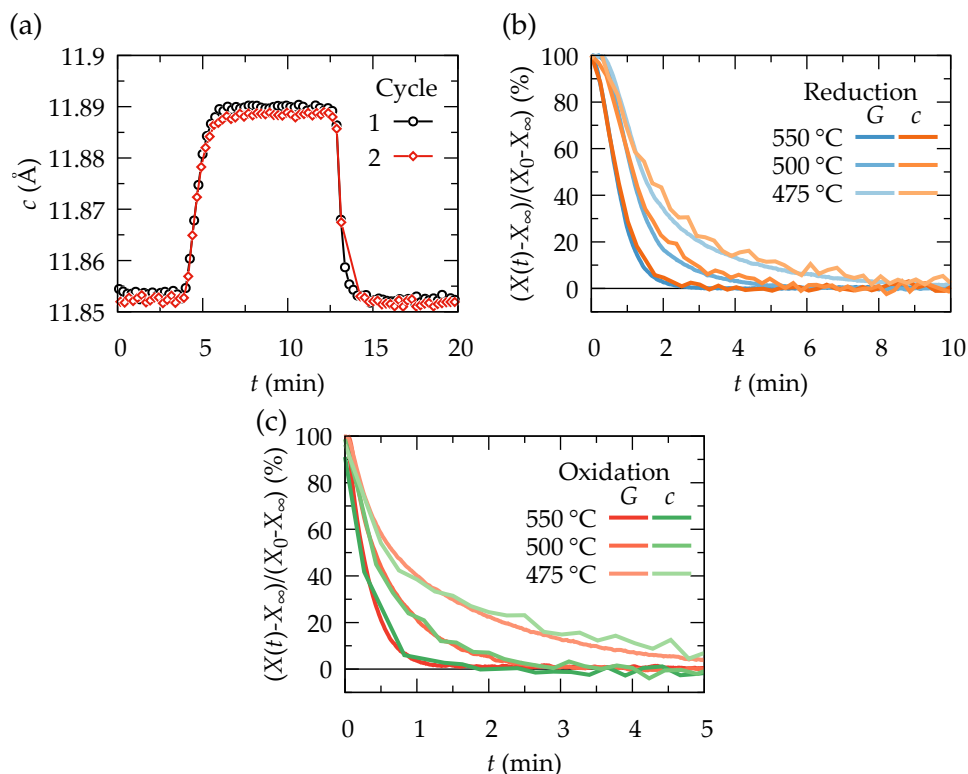 (a)
11.9
11.89
11.88
11.87
11.86
11.85
c (Å)
Cycle
1
2
0 5 10 15 20
t (min)
(b)
100
80
60
40
20
0
(X(t)-X∞)/(X0-X∞) (%)
Reduction
G c
550 °C
500 °C
475 °C
0 2 4 6 8 10
t (min)
(c)
100
80
60
40
20
0
(X(t)-X∞)/(X0-X∞) (%)
Oxidation
G c
550 °C
500 °C
475 °C
0 1 2 3 4 5
t (min)